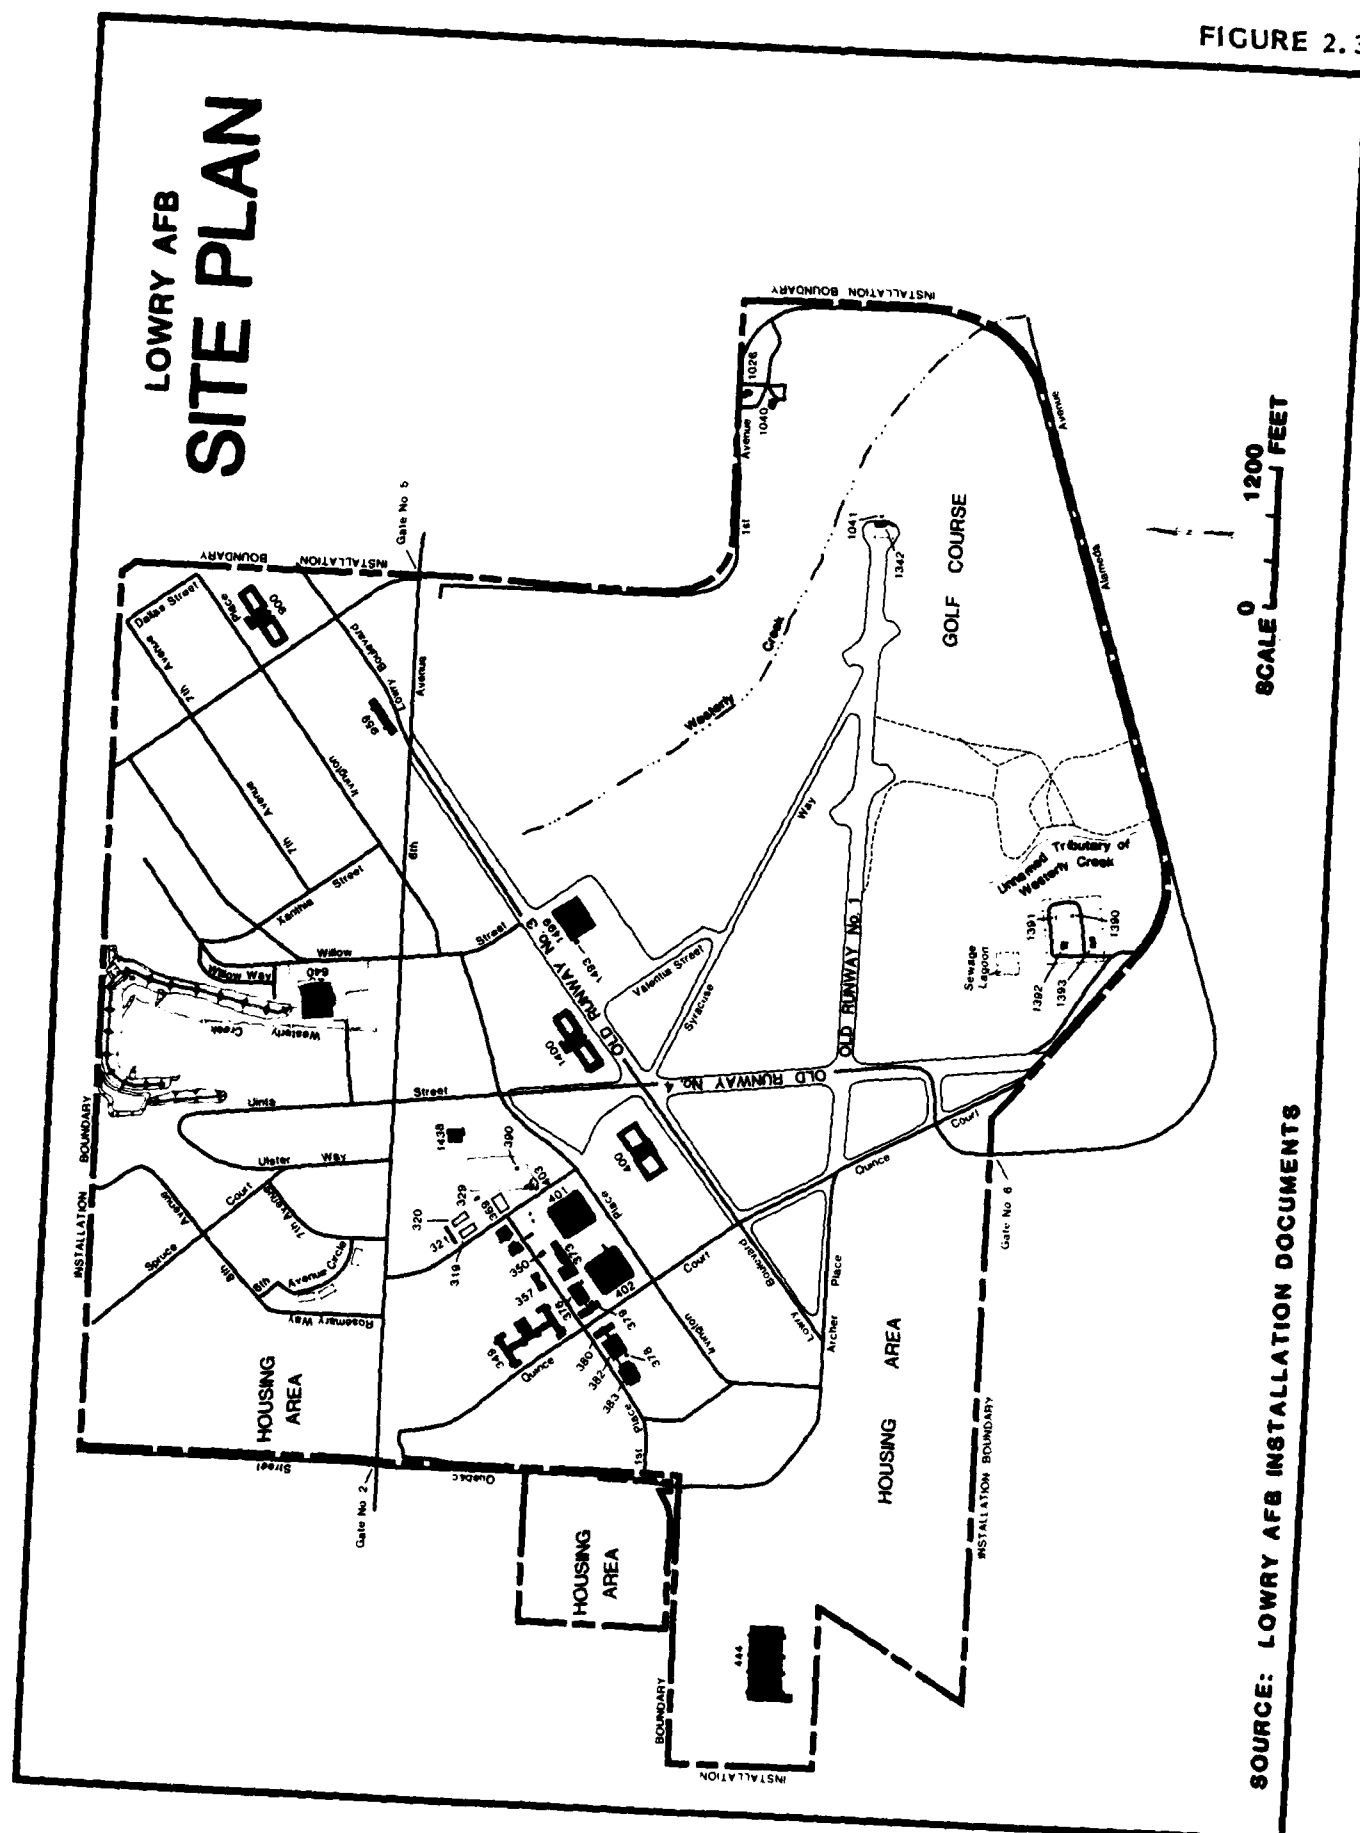 FIGURE 2.3
LOWRY AFB
SITE PLAN
INSTALLATION BOUNDARY
INSTALLATION BOUNDARY
INSTALLATION BOUNDARY
INSTALLATION BOUNDARY
INSTALLATION BOUNDARY
Gate No 5
Gate No 2
Gate No 6
Dallas Street
Place
900
7th Avenue
7th Avenue
Irvington
Lowry Boulevard
959
6th Avenue
Xanthia Street
Willow Street
Willow Way
640
Westerly Creek
Uinta Street
Ulster Way
Spruce Court
7th Avenue
8th Avenue
8th Avenue Circle
Rosemary Way
HOUSING AREA
Quebec Street
1st Avenue
1026
1040
1041
1342
GOLF COURSE
Westerly Creek
Alameda Avenue
Syracuse Way
Valentia Street
OLD RUNWAY No. 3
1499
1493
1400
OLD RUNWAY No. 1
OLD RUNWAY No. 4
Unnamed Tributary of
Westerly Creek
Sewage
Lagoon
1391
1390
1392
1393
1438
390
403
329
369
320
321
319
401
400
350
373
357
376
402
379
349
380
378
382
383
Quince Court
Quince Court
Irvington Place
1st Place
Lowry Boulevard
Archer Place
HOUSING AREA
HOUSING
AREA
444
SCALE 0 1200 FEET
SOURCE: LOWRY AFB INSTALLATION DOCUMENTS